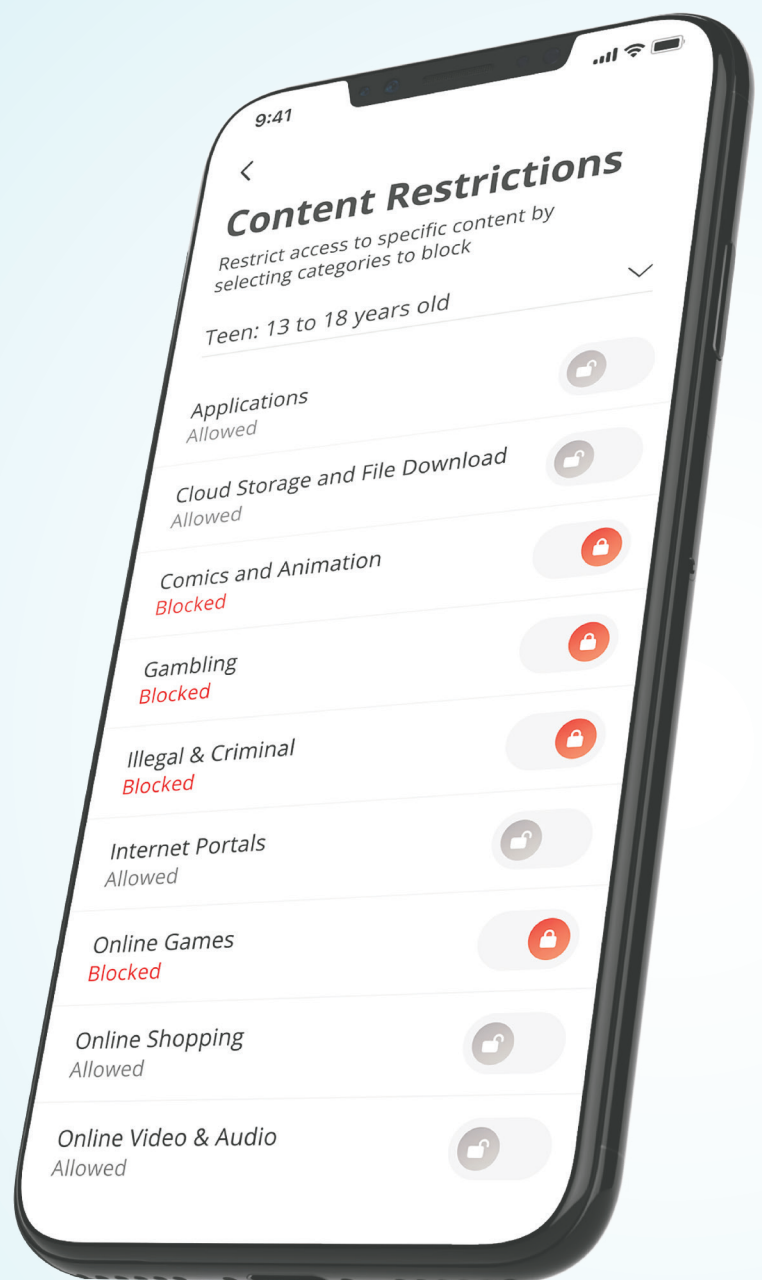 9:41
Content Restrictions
Restrict access to specific content by
selecting categories to block
Teen: 13 to 18 years old
Applications
Allowed
Cloud Storage and File Download
Allowed
Comics and Animation
Blocked
Gambling
Blocked
Illegal & Criminal
Blocked
Internet Portals
Allowed
Online Games
Blocked
Online Shopping
Allowed
Online Video & Audio
Allowed